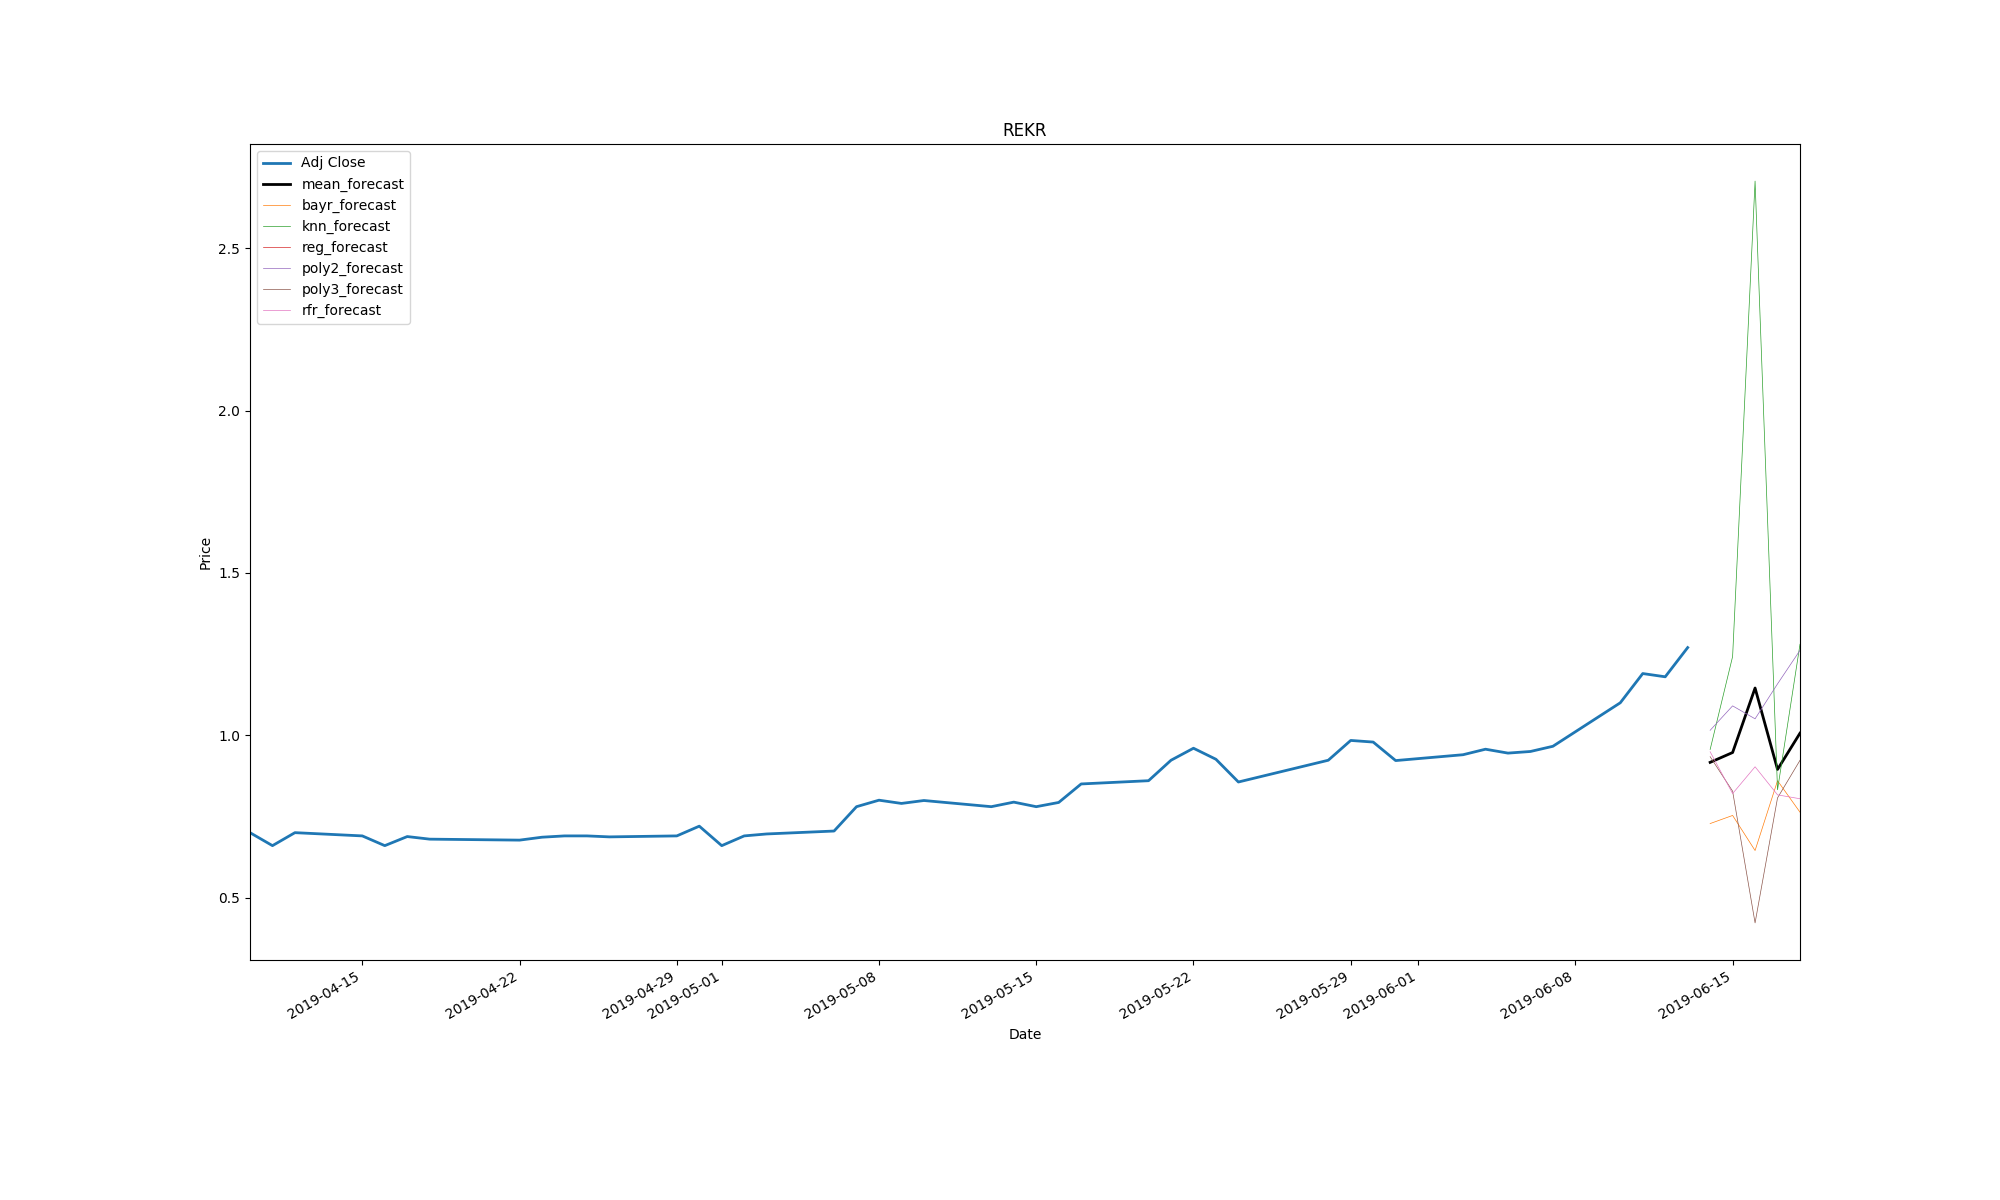 REKR
Adj Close
mean_forecast
bayr_forecast
knn_forecast
reg_forecast
poly2_forecast
poly3_forecast
rfr_forecast
2.5
2.0
1.5
1.0
0.5
Price
2019-04-15
2019-04-22
2019-04-29
2019-05-01
2019-05-08
2019-05-15
2019-05-22
2019-05-29
2019-06-01
2019-06-08
2019-06-15
Date